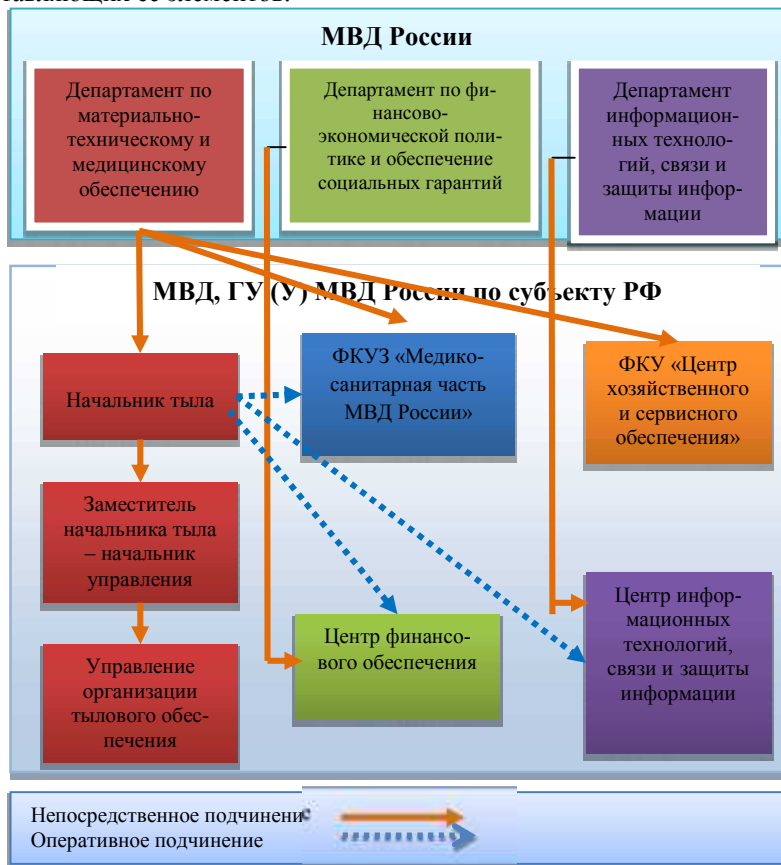 МВД России
Департамент по
материально-
техническому и
медицинскому
обеспечению
Департамент по фи-
нансово-
экономической поли-
тике и обеспечение
социальных гарантий
Департамент
информацион-
ных техноло-
гий, связи и
защиты инфор-
мации
МВД, ГУ (У) МВД России по субъекту РФ
Начальник тыла
ФКУЗ «Медико-
санитарная часть
МВД России»
ФКУ «Центр
хозяйственного
и сервисного
обеспечения»
Заместитель
начальника тыла
– начальник
управления
Управление
организации
тылового обес-
печения
Центр финансо-
вого обеспечения
Центр инфор-
мационных
технологий,
связи и защиты
информации
Непосредственное подчинение
Оперативное подчинение